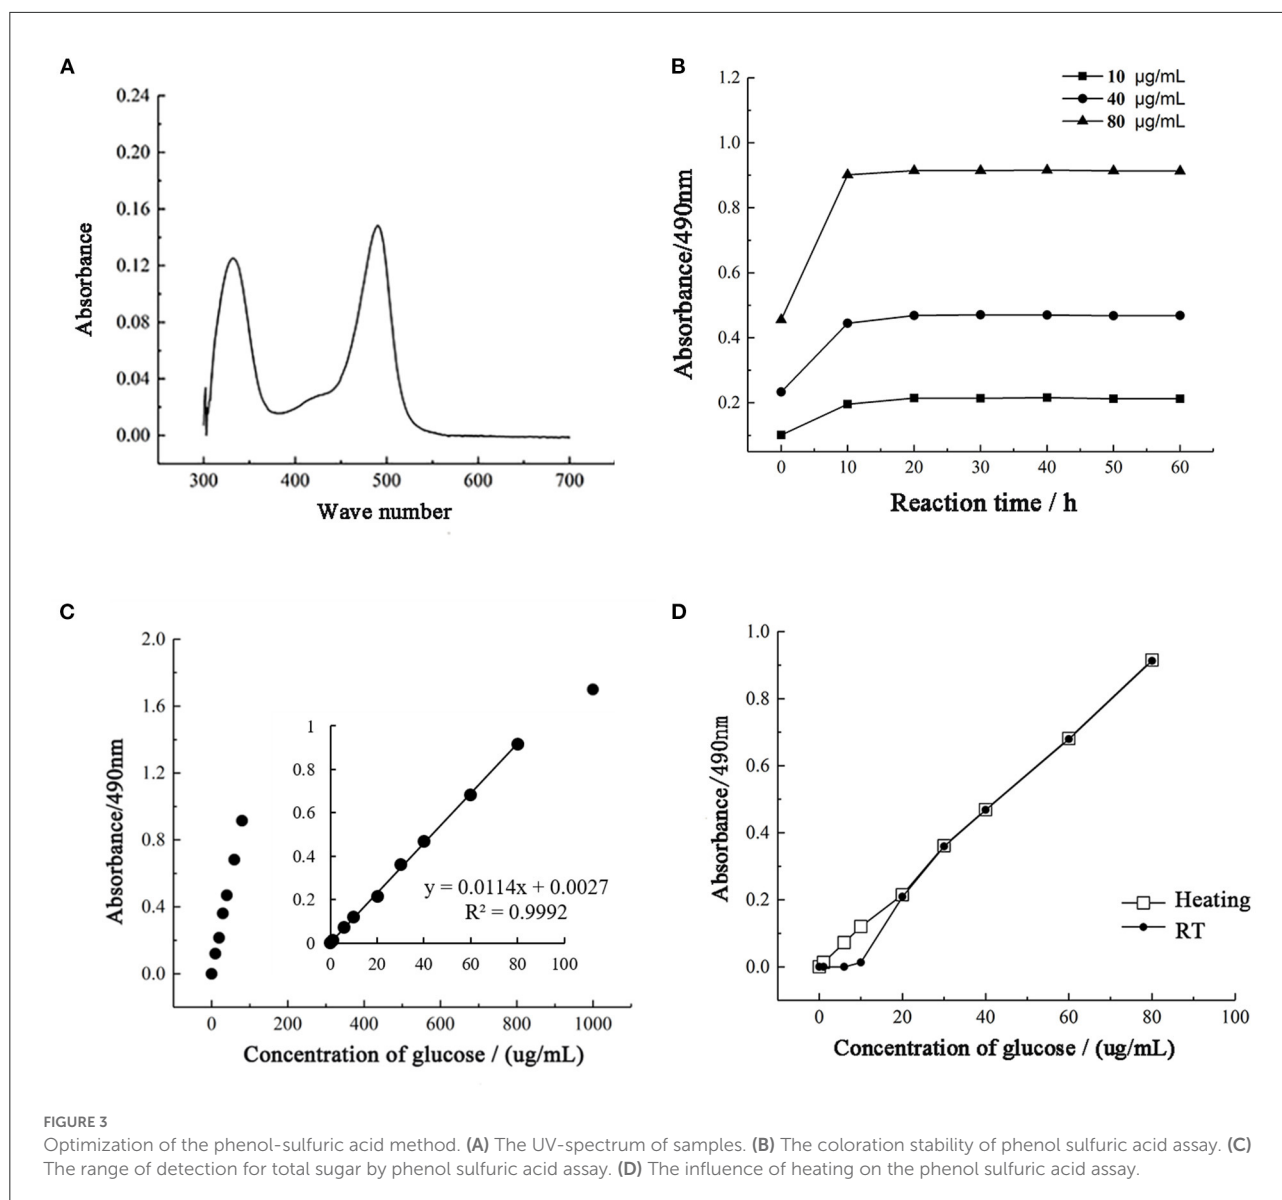 A
0.24
0.20
0.16
0.12
0.08
0.04
0.00
Absorbance
300 400 500 600 700
Wave number
B
10 µg/mL
40 µg/mL
80 µg/mL
1.2
1.0
0.8
0.6
0.4
0.2
Absorbance/490nm
0 10 20 30 40 50 60
Reaction time / h
C
2.0
1.6
1.2
0.8
0.4
0.0
Absorbance/490nm
1
0.8
0.6
0.4
0.2
0
0 20 40 60 80 100
y = 0.0114x + 0.0027
R² = 0.9992
0 200 400 600 800 1000
Concentration of glucose / (ug/mL)
D
1.0
0.8
0.6
0.4
0.2
0.0
Absorbance/490nm
Heating
RT
0 20 40 60 80 100
Concentration of glucose / (ug/mL)
FIGURE 3
Optimization of the phenol-sulfuric acid method. (A) The UV-spectrum of samples. (B) The coloration stability of phenol sulfuric acid assay. (C)
The range of detection for total sugar by phenol sulfuric acid assay. (D) The influence of heating on the phenol sulfuric acid assay.